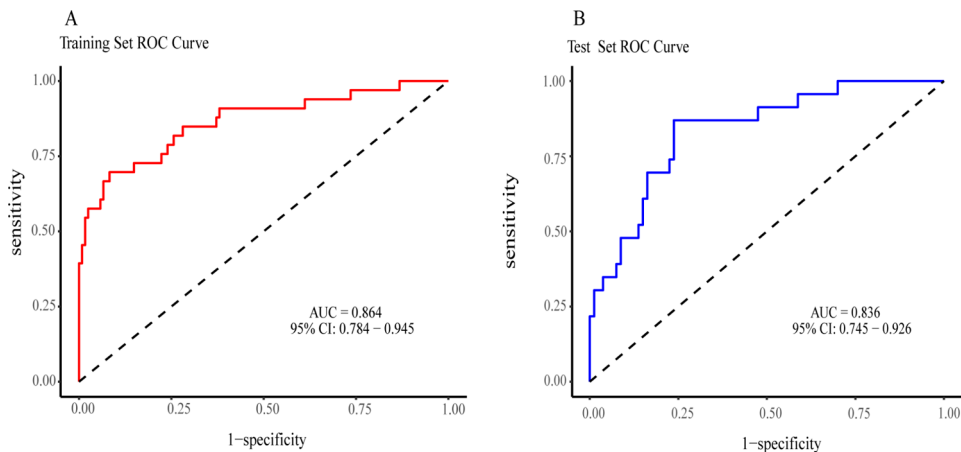 A
Training Set ROC Curve
1.00
0.75
0.50
0.25
0.00
sensitivity
AUC = 0.864
95% CI: 0.784 − 0.945
0.00 0.25 0.50 0.75 1.00
1−specificity
B
Test Set ROC Curve
1.00
0.75
0.50
0.25
0.00
sensitivity
AUC = 0.836
95% CI: 0.745 − 0.926
0.00 0.25 0.50 0.75 1.00
1−specificity